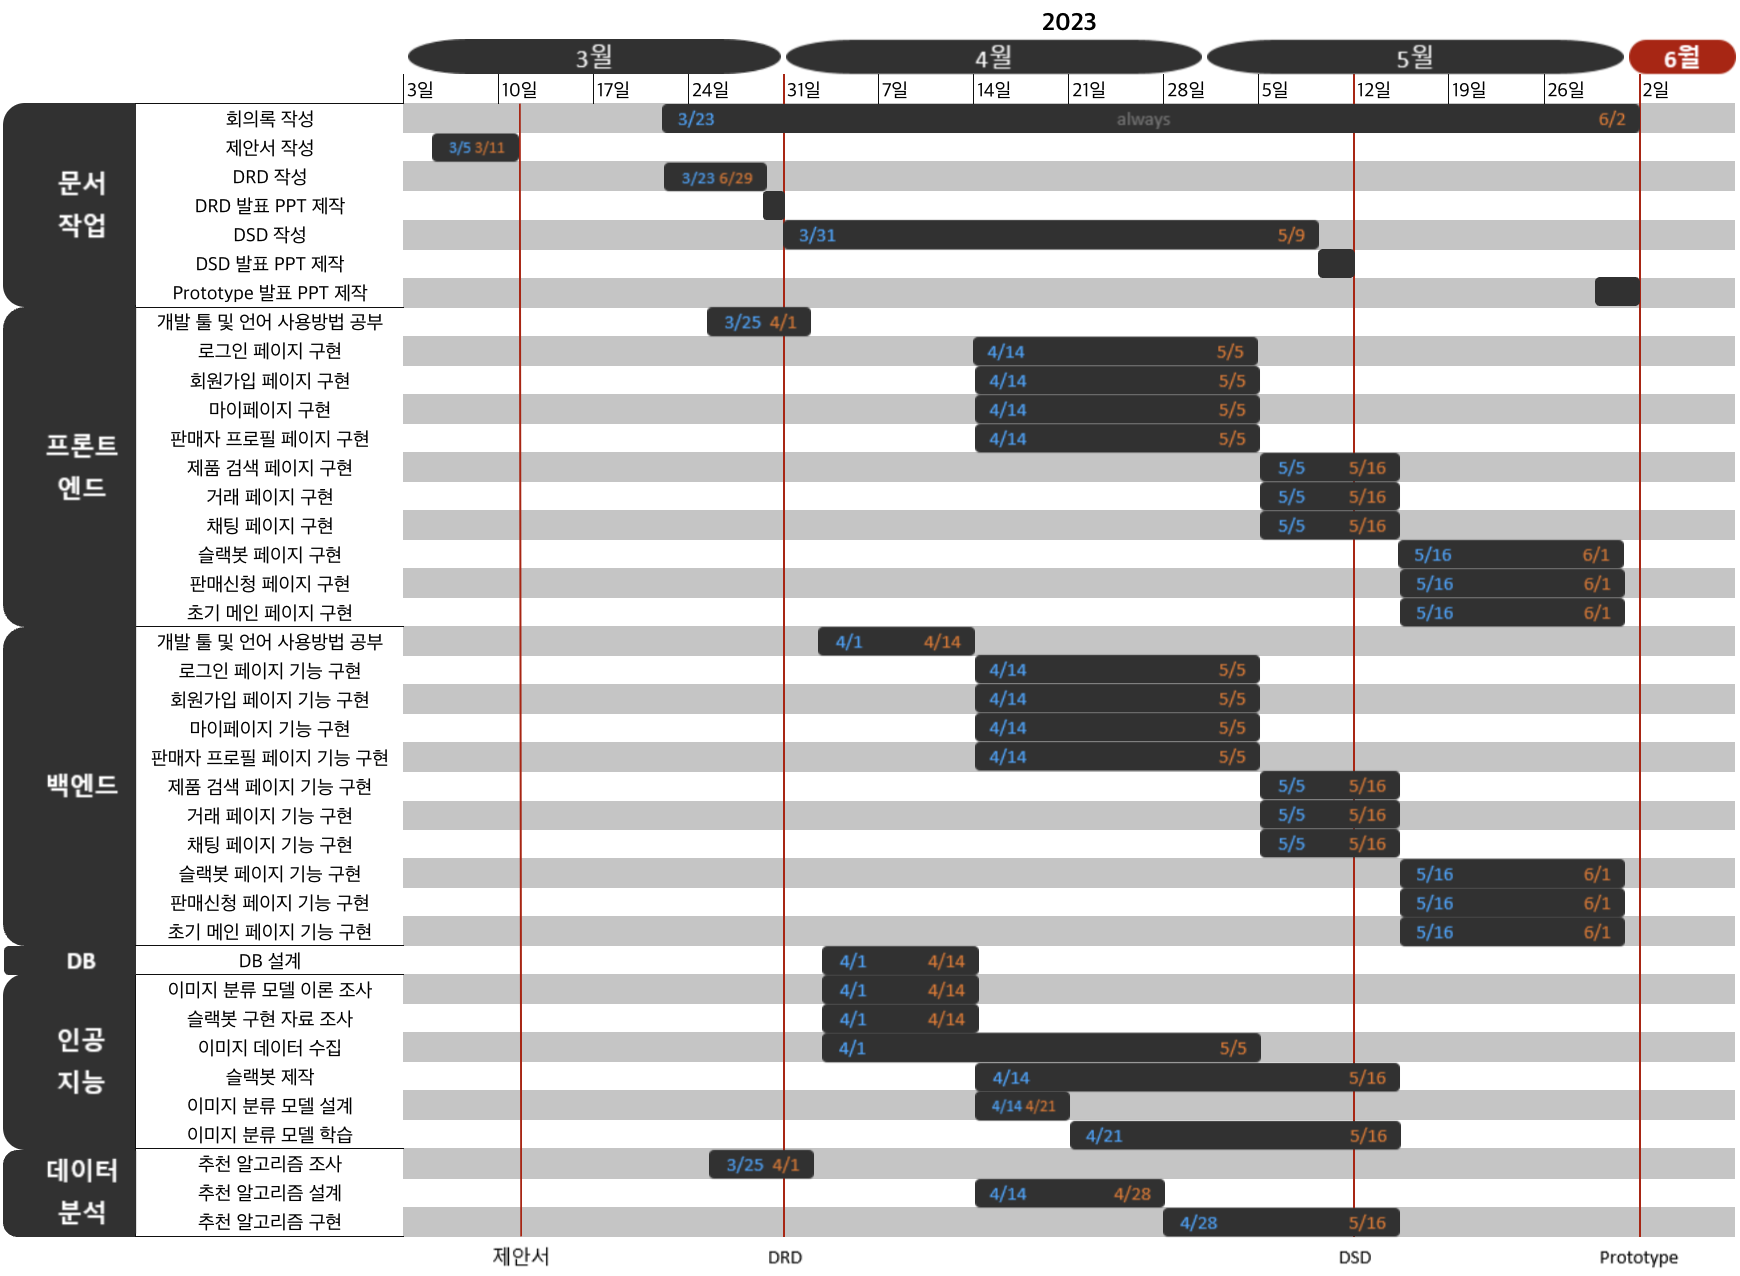 2023
3월 4월 5월 6월
3일 10일 17일 24일 31일 7일 14일 21일 28일 5일 12일 19일 26일 2일
문서
작업
회의록 작성 3/23 always 6/2
제안서 작성 3/5 3/11
DRD 작성 3/23 6/29
DRD 발표 PPT 제작
DSD 작성 3/31 5/9
DSD 발표 PPT 제작
Prototype 발표 PPT 제작
프론트
엔드
개발 툴 및 언어 사용방법 공부 3/25 4/1
로그인 페이지 구현 4/14 5/5
회원가입 페이지 구현 4/14 5/5
마이페이지 구현 4/14 5/5
판매자 프로필 페이지 구현 4/14 5/5
제품 검색 페이지 구현 5/5 5/16
거래 페이지 구현 5/5 5/16
채팅 페이지 구현 5/5 5/16
슬랙봇 페이지 구현 5/16 6/1
판매신청 페이지 구현 5/16 6/1
초기 메인 페이지 구현 5/16 6/1
백엔드
개발 툴 및 언어 사용방법 공부 4/1 4/14
로그인 페이지 기능 구현 4/14 5/5
회원가입 페이지 기능 구현 4/14 5/5
마이페이지 기능 구현 4/14 5/5
판매자 프로필 페이지 기능 구현 4/14 5/5
제품 검색 페이지 기능 구현 5/5 5/16
거래 페이지 기능 구현 5/5 5/16
채팅 페이지 기능 구현 5/5 5/16
슬랙봇 페이지 기능 구현 5/16 6/1
판매신청 페이지 기능 구현 5/16 6/1
초기 메인 페이지 기능 구현 5/16 6/1
DB
DB 설계 4/1 4/14
인공
지능
이미지 분류 모델 이론 조사 4/1 4/14
슬랙봇 구현 자료 조사 4/1 4/14
이미지 데이터 수집 4/1 5/5
슬랙봇 제작 4/14 5/16
이미지 분류 모델 설계 4/14 4/21
이미지 분류 모델 학습 4/21 5/16
데이터
분석
추천 알고리즘 조사 3/25 4/1
추천 알고리즘 설계 4/14 4/28
추천 알고리즘 구현 4/28 5/16
제안서 DRD DSD Prototype